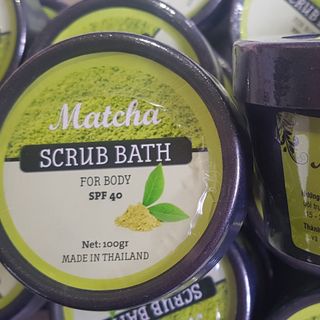 Matcha
SCRUB BATH
FOR BODY
SPF 40
Net: 100gr
MADE IN THAILAND
SCRUB BATH